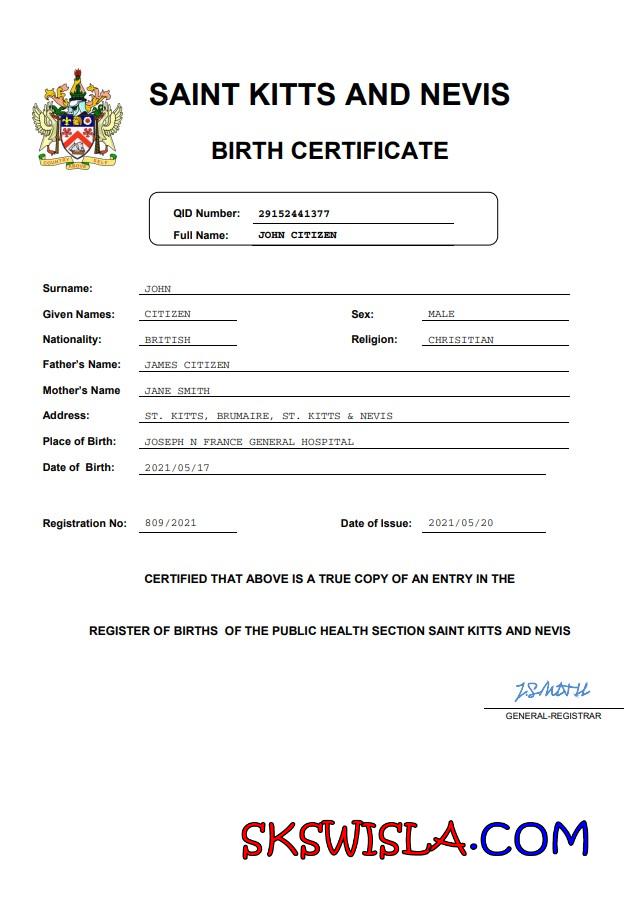 SAINT KITTS AND NEVIS
BIRTH CERTIFICATE
COUNTRY ABOVE SELF
QID Number: 29152441377
Full Name: JOHN CITIZEN
Surname: JOHN
Given Names: CITIZEN Sex: MALE
Nationality: BRITISH Religion: CHRISITIAN
Father's Name: JAMES CITIZEN
Mother's Name JANE SMITH
Address: ST. KITTS, BRUMAIRE, ST. KITTS & NEVIS
Place of Birth: JOSEPH N FRANCE GENERAL HOSPITAL
Date of Birth: 2021/05/17
Registration No: 809/2021 Date of Issue: 2021/05/20
CERTIFIED THAT ABOVE IS A TRUE COPY OF AN ENTRY IN THE
REGISTER OF BIRTHS OF THE PUBLIC HEALTH SECTION SAINT KITTS AND NEVIS
J.SMITH
GENERAL-REGISTRAR
SKSWISLA.COM